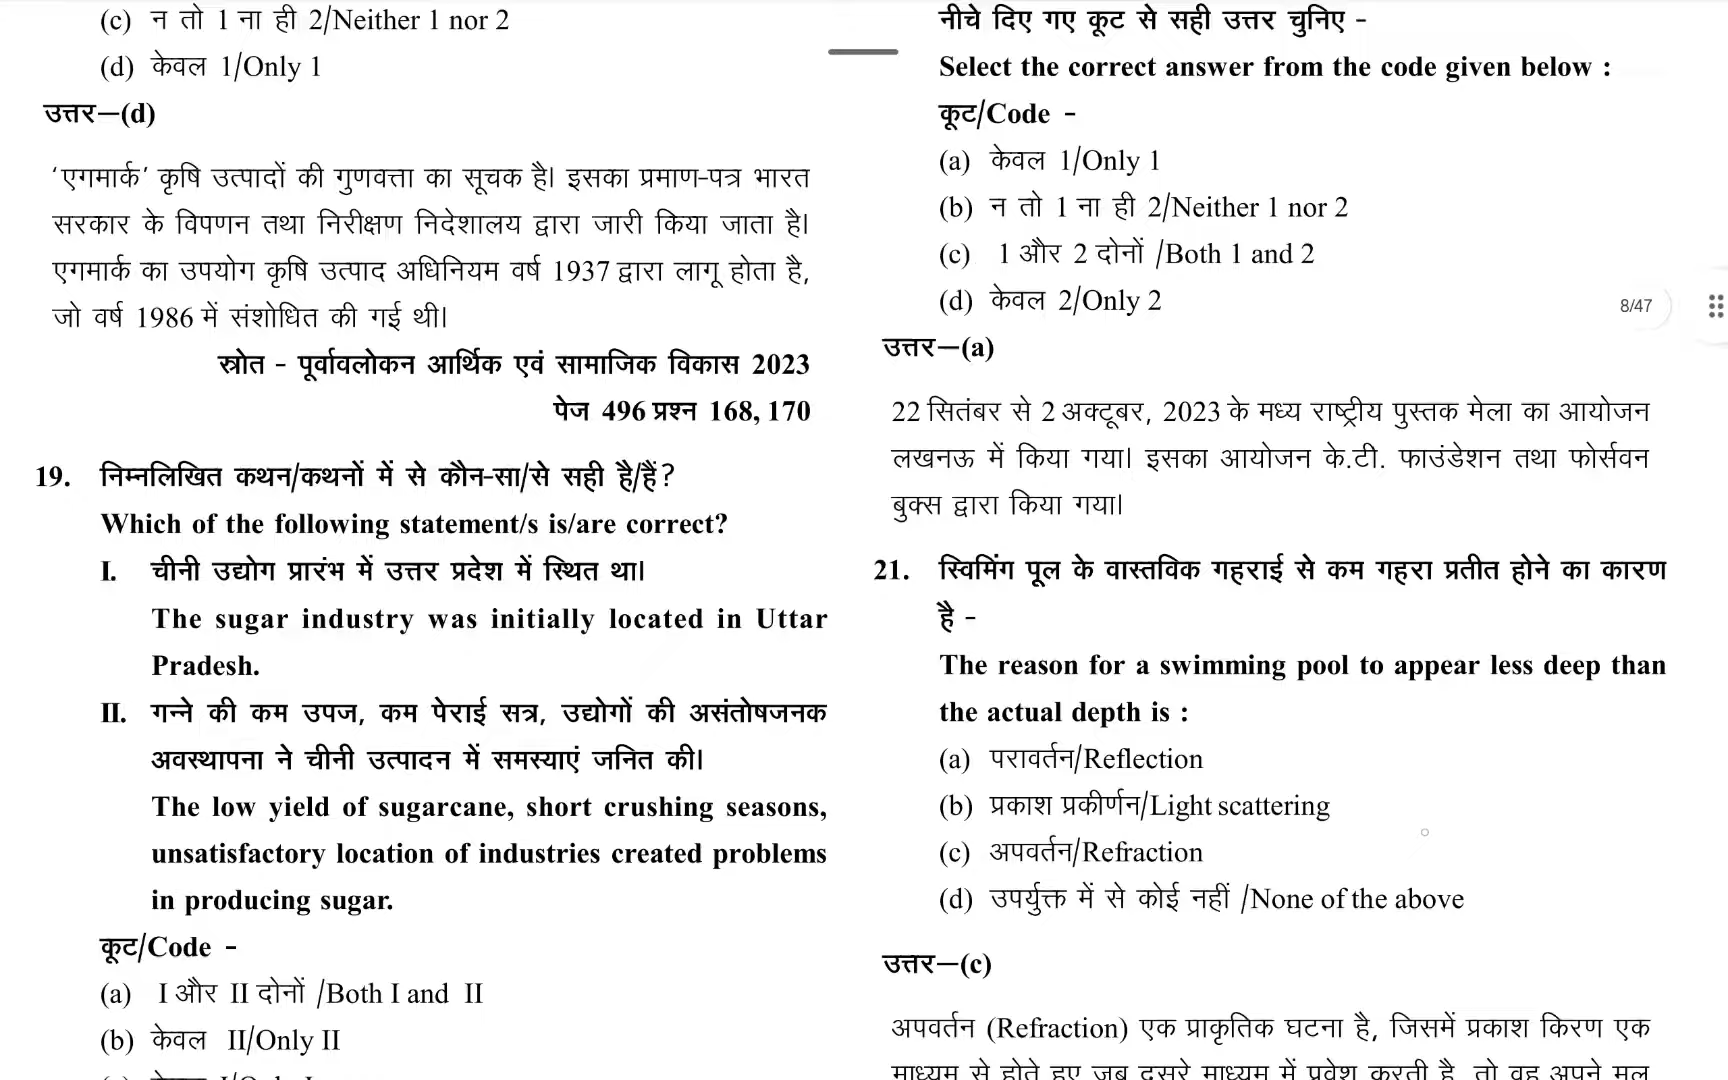 (c) न तो 1 ना ही 2/Neither 1 nor 2
(d) केवल 1/Only 1
उत्तर—(d)
‘एगमार्क’ कृषि उत्पादों की गुणवत्ता का सूचक है। इसका प्रमाण-पत्र भारत
सरकार के विपणन तथा निरीक्षण निदेशालय द्वारा जारी किया जाता है।
एगमार्क का उपयोग कृषि उत्पाद अधिनियम वर्ष 1937 द्वारा लागू होता है,
जो वर्ष 1986 में संशोधित की गई थी।
स्रोत - पूर्वावलोकन आर्थिक एवं सामाजिक विकास 2023
पेज 496 प्रश्न 168, 170
19. निम्नलिखित कथन/कथनों में से कौन-सा/से सही है/हैं?
Which of the following statement/s is/are correct?
I. चीनी उद्योग प्रारंभ में उत्तर प्रदेश में स्थित था।
The sugar industry was initially located in Uttar
Pradesh.
II. गन्ने की कम उपज, कम पेराई सत्र, उद्योगों की असंतोषजनक
अवस्थापना ने चीनी उत्पादन में समस्याएं जनित की।
The low yield of sugarcane, short crushing seasons,
unsatisfactory location of industries created problems
in producing sugar.
कूट/Code -
(a) I और II दोनों /Both I and II
(b) केवल II/Only II
नीचे दिए गए कूट से सही उत्तर चुनिए -
Select the correct answer from the code given below :
कूट/Code -
(a) केवल 1/Only 1
(b) न तो 1 ना ही 2/Neither 1 nor 2
(c) 1 और 2 दोनों /Both 1 and 2
(d) केवल 2/Only 2
उत्तर—(a)
22 सितंबर से 2 अक्टूबर, 2023 के मध्य राष्ट्रीय पुस्तक मेला का आयोजन
लखनऊ में किया गया। इसका आयोजन के.टी. फाउंडेशन तथा फोर्सवन
बुक्स द्वारा किया गया।
21. स्विमिंग पूल के वास्तविक गहराई से कम गहरा प्रतीत होने का कारण
है -
The reason for a swimming pool to appear less deep than
the actual depth is :
(a) परावर्तन/Reflection
(b) प्रकाश प्रकीर्णन/Light scattering
(c) अपवर्तन/Refraction
(d) उपर्युक्त में से कोई नहीं /None of the above
उत्तर—(c)
अपवर्तन (Refraction) एक प्राकृतिक घटना है, जिसमें प्रकाश किरण एक
माध्यम से होते हुए जब दूसरे माध्यम में प्रवेश करती है, तो वह अपने मूल
8/47